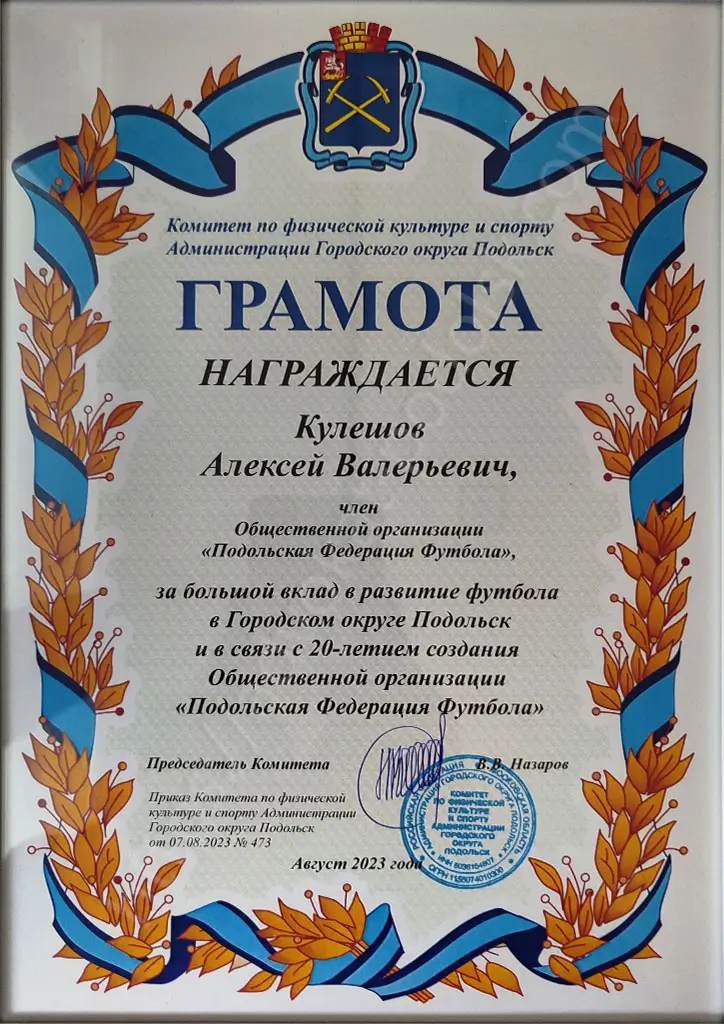 Комитет по физической культуре и спорту
Администрации Городского округа Подольск
ГРАМОТА
НАГРАЖДАЕТСЯ
Кулешов
Алексей Валерьевич,
член
Общественной организации
«Подольская Федерация Футбола»,
за большой вклад в развитие футбола
в Городском округе Подольск
и в связи с 20-летием создания
Общественной организации
«Подольская Федерация Футбола»
Председатель Комитета В.В. Назаров
Приказ Комитета по физической
культуре и спорту Администрации
Городского округа Подольск
от 07.08.2023 № 473
Август 2023 года
КОМИТЕТ
ПО ФИЗИЧЕСКОЙ
КУЛЬТУРЕ
И СПОРТУ
АДМИНИСТРАЦИИ
ГОРОДСКОГО
ОКРУГА
ПОДОЛЬСК